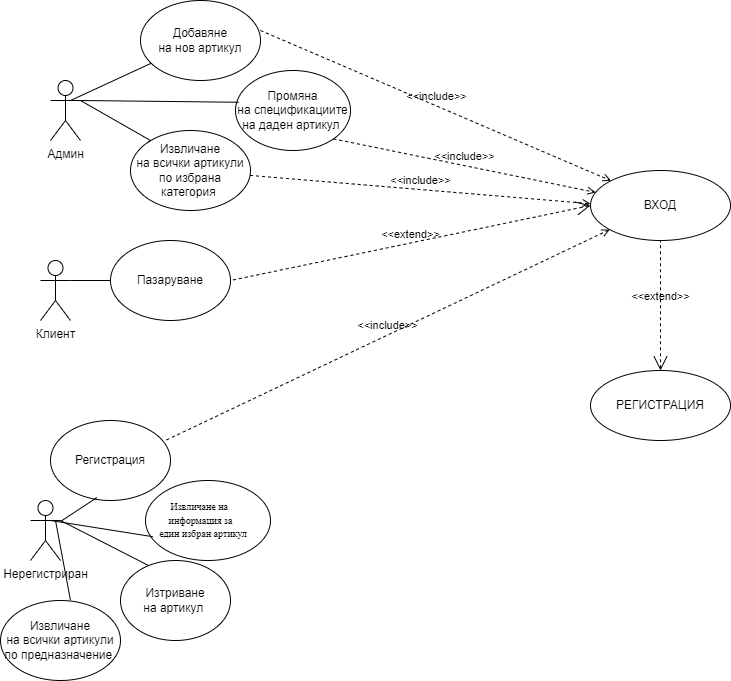 Добавяне
на нов артикул
<<include>>
Админ
Промяна
на спецификациите
на даден артикул
<<include>>
Извличане
на всички артикули
по избрана
категория
<<include>>
ВХОД
<<extend>>
Клиент
Пазаруване
<<extend>>
<<include>>
РЕГИСТРАЦИЯ
Регистрация
Извличане на
информация за
един избран артикул
Нерегистриран
Изтриване
на артикул
Извличане
на всички артикули
по предназначение